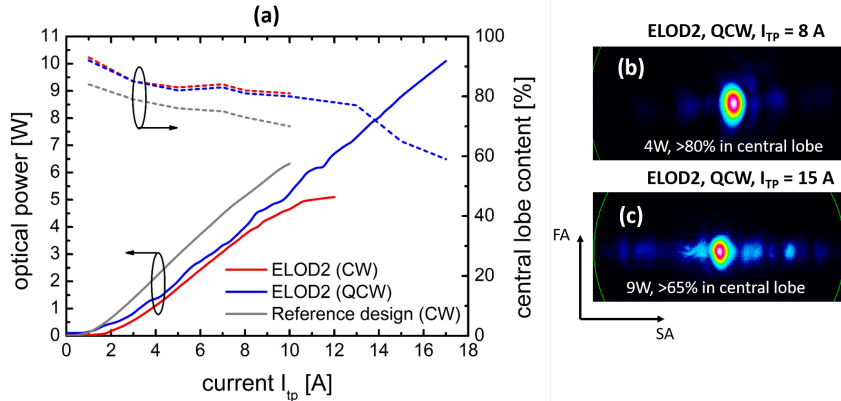 (a)
11
10
9
8
7
6
5
4
3
2
1
0
optical power [W]
100
80
60
40
20
0
central lobe content [%]
ELOD2 (CW)
ELOD2 (QCW)
Reference design (CW)
0 2 4 6 8 10 12 14 16 18
current Itp [A]
ELOD2, QCW, ITP = 8 A
(b)
4W, >80% in central lobe
ELOD2, QCW, ITP = 15 A
(c)
9W, >65% in central lobe
FA
SA